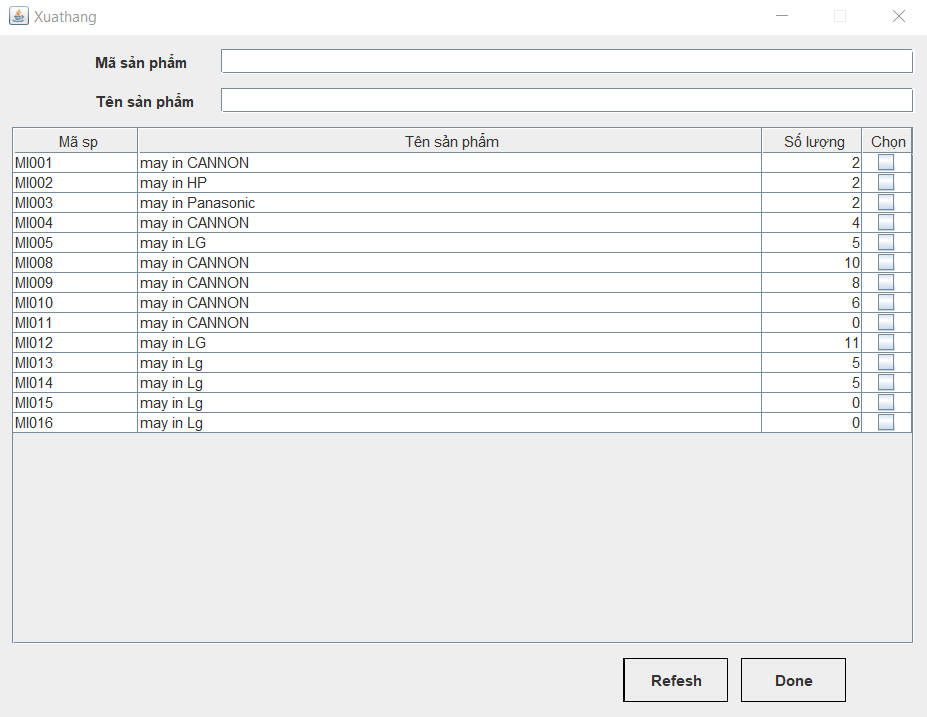 Xuathang
Mã sản phẩm
Tên sản phẩm
Mã sp Tên sản phẩm Số lượng Chọn
MI001 may in CANNON 2
MI002 may in HP 2
MI003 may in Panasonic 2
MI004 may in CANNON 4
MI005 may in LG 5
MI008 may in CANNON 10
MI009 may in CANNON 8
MI010 may in CANNON 6
MI011 may in CANNON 0
MI012 may in LG 11
MI013 may in Lg 5
MI014 may in Lg 5
MI015 may in Lg 0
MI016 may in Lg 0
Refesh Done